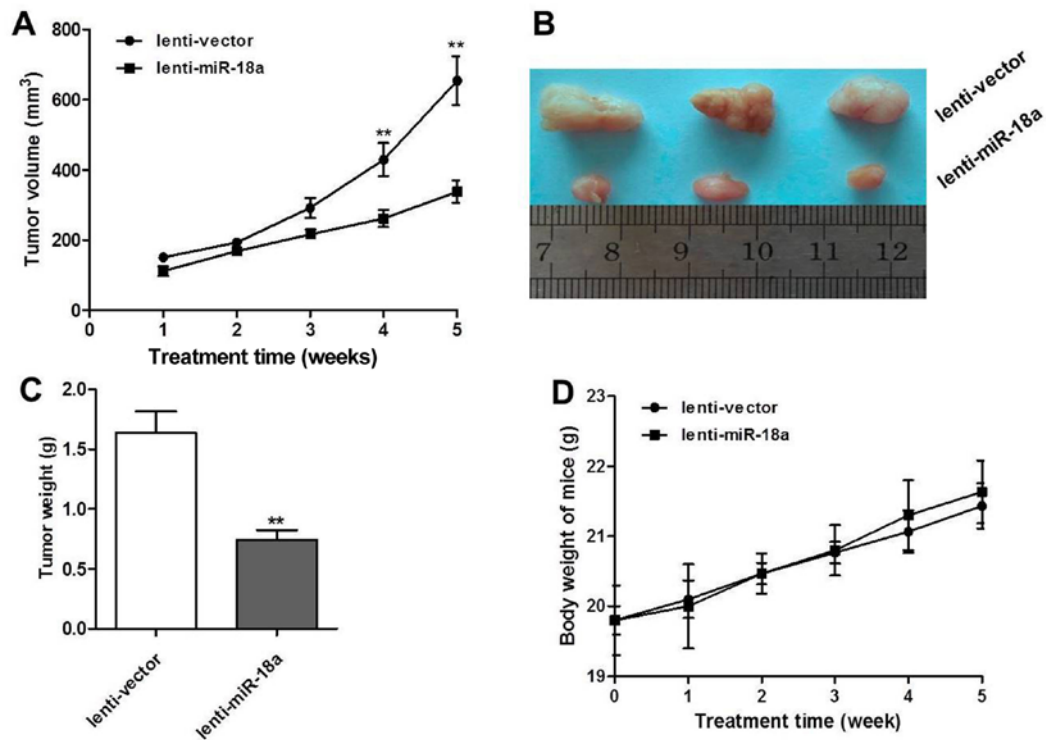 A
800
600
400
200
0
Tumor volume (mm³)
lenti-vector
lenti-miR-18a
**
**
0 1 2 3 4 5
Treatment time (weeks)
B
lenti-vector
lenti-miR-18a
7 8 9 10 11 12
C
2.0
1.5
1.0
0.5
0.0
Tumor weight (g)
**
lenti-vector
lenti-miR-18a
D
23
22
21
20
19
Body weight of mice (g)
lenti-vector
lenti-miR-18a
0 1 2 3 4 5
Treatment time (week)